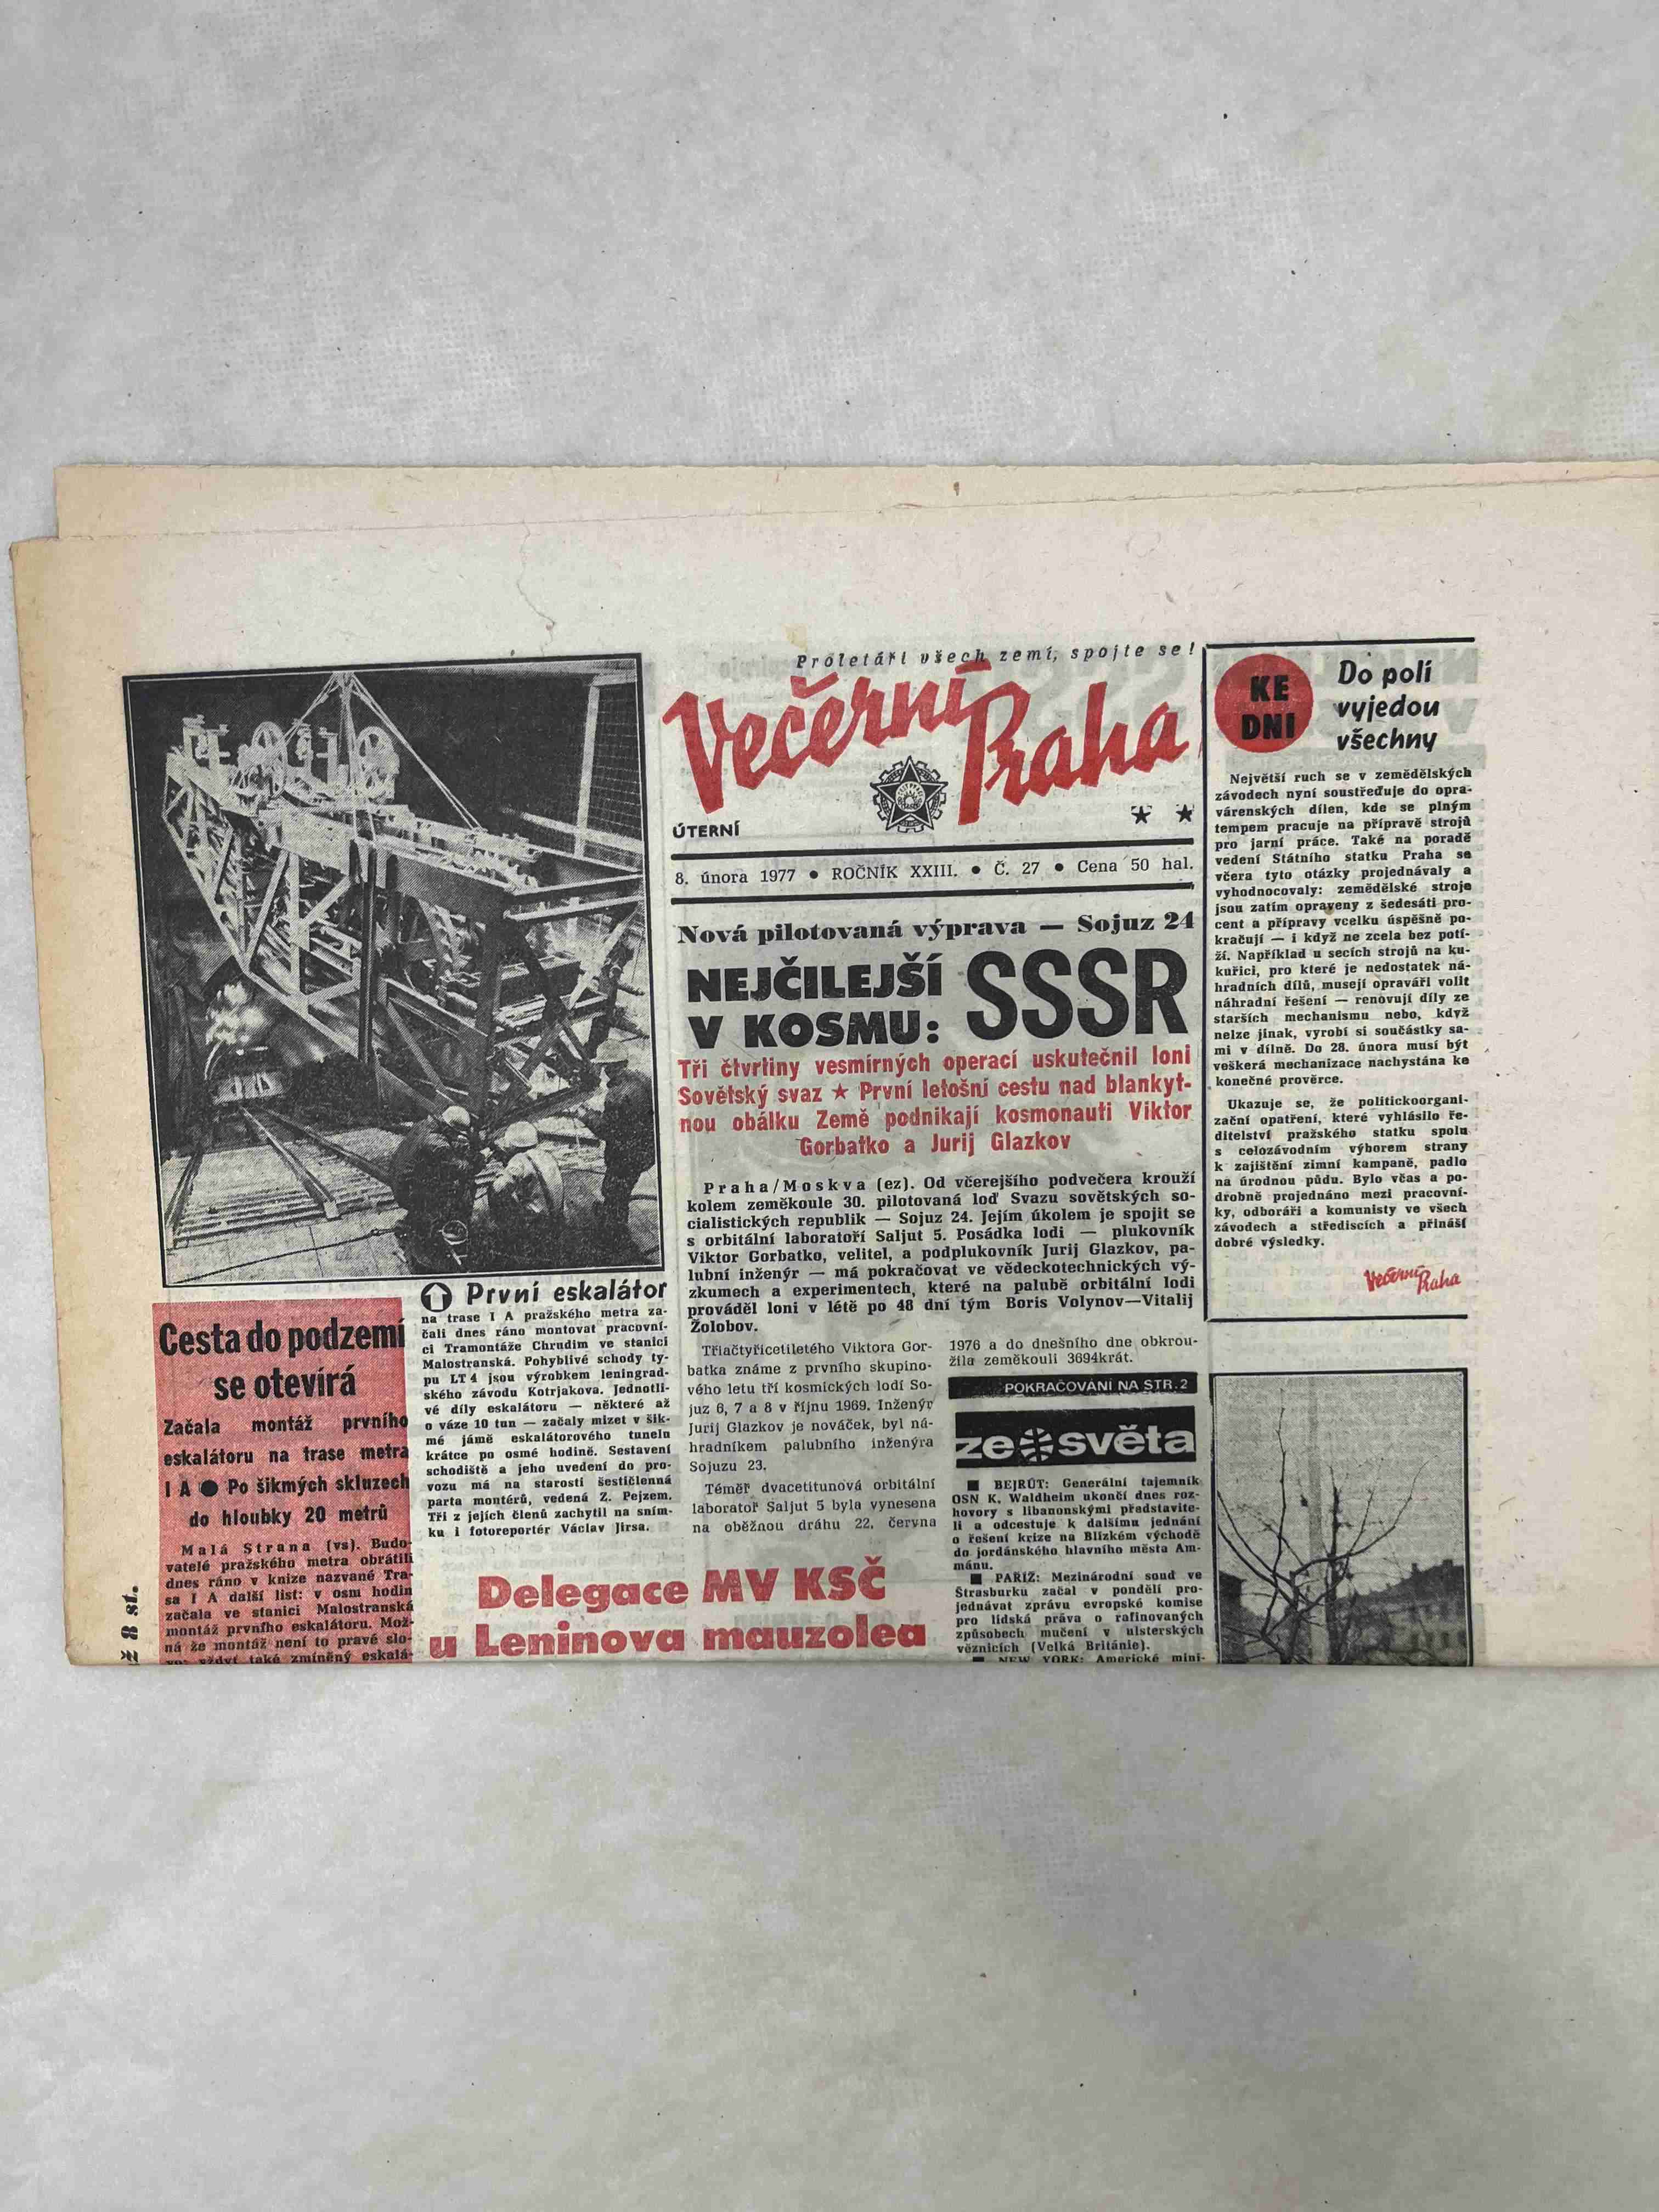 Proletáři všech zemí, spojte se!
Večerní
Praha
ÚTERNÍ
8. února 1977 ● ROČNÍK XXIII. ● Č. 27 ● Cena 50 hal.
Nová pilotovaná výprava — Sojuz 24
NEJČILEJŠÍ
V KOSMU: SSSR
Tři čtvrtiny vesmírných operací uskutečnil loni
Sovětský svaz ★ První letošní cestu nad blankyt-
nou obálku Země podnikají kosmonauti Viktor
Gorbatko a Jurij Glazkov
Praha/Moskva (ez). Od včerejšího podvečera krouží
kolem zeměkoule 30. pilotovaná loď Svazu sovětských so-
cialistických republik — Sojuz 24. Jejím úkolem je spojit se
s orbitální laboratoří Saljut 5. Posádka lodi — plukovník
Viktor Gorbatko, velitel, a podplukovník Jurij Glazkov, pa-
lubní inženýr — má pokračovat ve vědeckotechnických vý-
zkumech a experimentech, které na palubě orbitální lodi
prováděl loni v létě po 48 dní tým Boris Volynov—Vitalij
Žolobov.
Třiačtyřicetiletého Viktora Gor-
batka známe z prvního skupino-
vého letu tří kosmických lodí So-
juz 6, 7 a 8 v říjnu 1969. Inženýr
Jurij Glazkov je nováček, byl ná-
hradníkem palubního inženýra
Sojuzu 23.
Téměř dvacetitunová orbitální
laboratoř Saljut 5 byla vynesena
na oběžnou dráhu 22. června
1976 a do dnešního dne obkrou-
žila zeměkouli 3694krát.
POKRAČOVÁNÍ NA STR. 2
ze světa
■ BEJRÚT: Generální tajemník
OSN K. Waldheim ukončí dnes roz-
hovory s libanonskými představite-
li a odcestuje k dalšímu jednání
o řešení krize na Blízkém východě
do jordánského hlavního města Am-
mánu.
■ PAŘÍŽ: Mezinárodní soud ve
Štrasburku začal v pondělí pro-
jednávat zprávu evropské komise
pro lidská práva o rafinovaných
způsobech mučení v ulsterských
věznicích (Velká Británie).
■ NEW YORK: Americké mini-
KE
DNI
Do polí
vyjedou
všechny
Největší ruch se v zemědělských
závodech nyní soustřeďuje do opra-
várenských dílen, kde se plným
tempem pracuje na přípravě strojů
pro jarní práce. Také na poradě
vedení Státního statku Praha se
včera tyto otázky projednávaly a
vyhodnocovaly: zemědělské stroje
jsou zatím opraveny z šedesáti pro-
cent a přípravy vcelku úspěšně po-
kračují — i když ne zcela bez potí-
ží. Například u secích strojů na ku-
kuřici, pro které je nedostatek ná-
hradních dílů, musejí opraváři volit
náhradní řešení — renovují díly ze
starších mechanismu nebo, když
nelze jinak, vyrobí si součástky sa-
mi v dílně. Do 28. února musí být
veškerá mechanizace nachystána ke
konečné prověrce.
Ukazuje se, že politickoorgani-
zační opatření, které vyhlásilo ře-
ditelství pražského statku spolu
s celozávodním výborem strany
k zajištění zimní kampaně, padlo
na úrodnou půdu. Bylo včas a po-
drobně projednáno mezi pracovní-
ky, odboráři a komunisty ve všech
závodech a střediscích a přináší
dobré výsledky.
Večerní Praha
První eskalátor
na trase I A pražského metra za-
čali dnes ráno montovat pracovní-
ci Tramontáže Chrudim ve stanici
Malostranská. Pohyblivé schody ty-
pu LT 4 jsou výrobkem leningrad-
ského závodu Kotrjakova. Jednotli-
vé díly eskalátoru — některé až
o váze 10 tun — začaly mizet v šik-
mé jámě eskalátorového tunelu
krátce po osmé hodině. Sestavení
schodiště a jeho uvedení do pro-
vozu má na starosti šestičlenná
parta montérů, vedená Z. Pejzem.
Tři z jejích členů zachytil na sním-
ku i fotoreportér Václav Jirsa.
Cesta do podzemí
se otevírá
Začala montáž prvního
eskalátoru na trase metra
I A ● Po šikmých skluzech
do hloubky 20 metrů
Malá Strana (vs). Budo-
vatelé pražského metra obrátili
dnes ráno v knize nazvané Tra-
sa I A další list: v osm hodin
začala ve stanici Malostranská
montáž prvního eskalátoru. Mož-
ná že montáž není to pravé slo-
vo, vždyť také zmíněný eskalá-
Delegace MV KSČ
u Leninova mauzolea
ž 8 st.